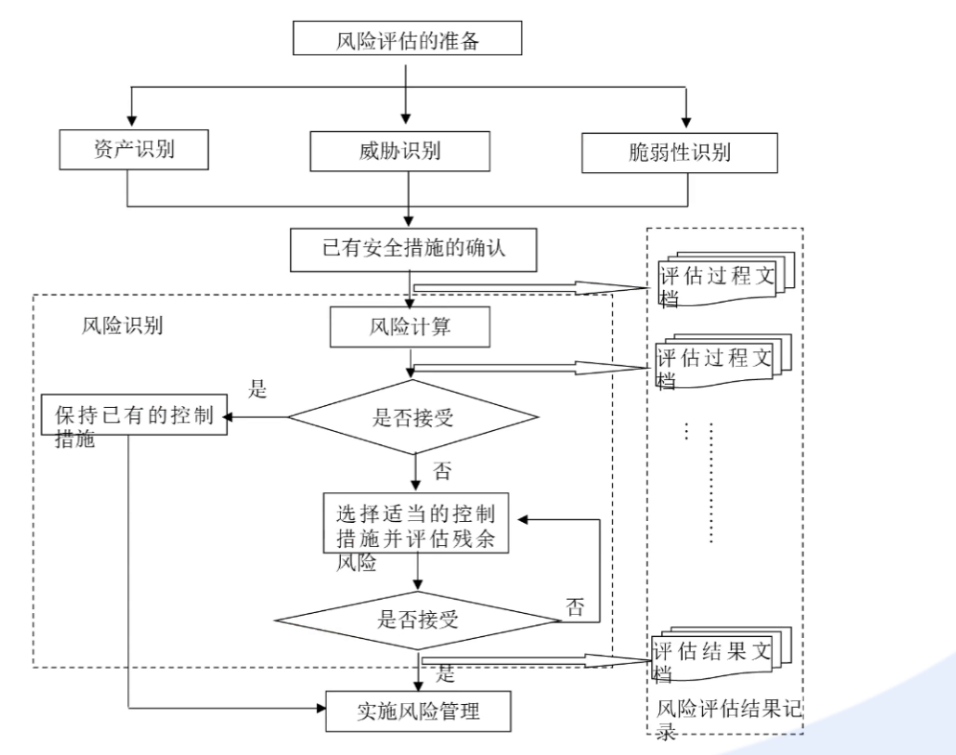 风险评估的准备
资产识别
威胁识别
脆弱性识别
已有安全措施的确认
评估过程文
档
风险识别
风险计算
评估过程文
档
是
保持已有的控制
措施
是否接受
否
选择适当的控制
措施并评估残余
风险
是否接受
否
评估结果文
档
是
实施风险管理
风险评估结果记
录